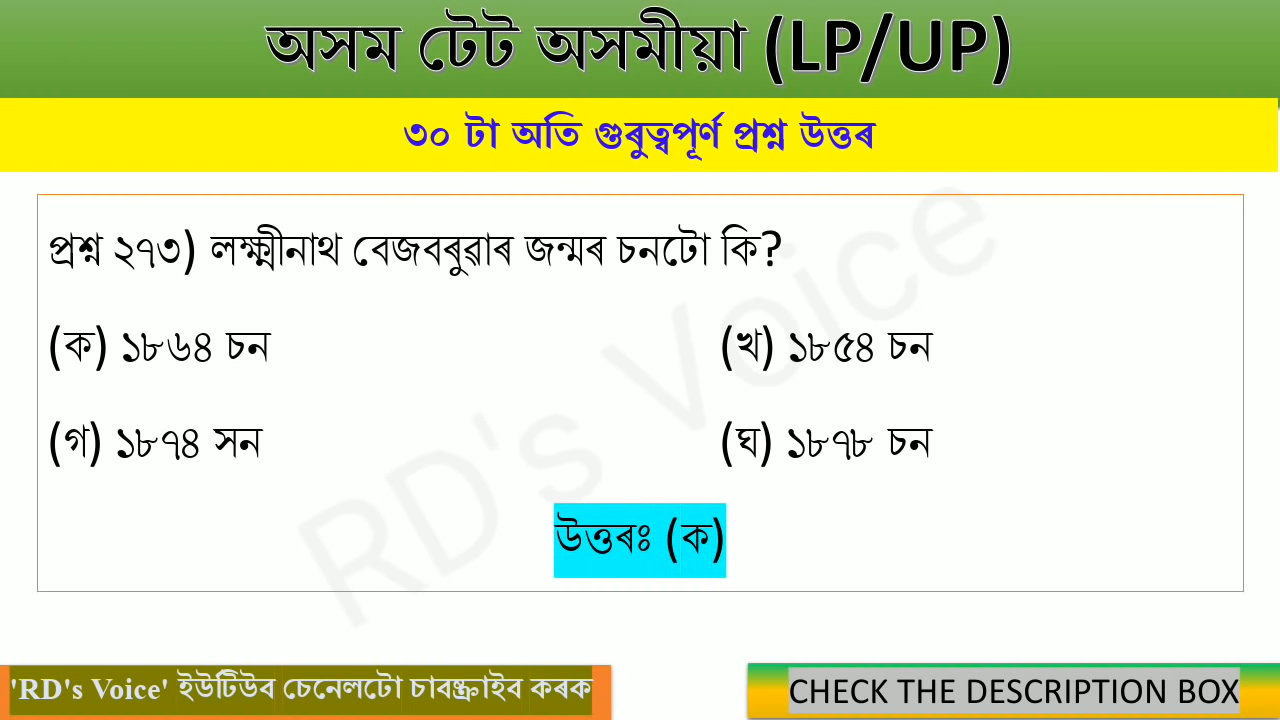 অসম টেট অসমীয়া (LP/UP)
৩০ টা অতি গুৰুত্বপূৰ্ণ প্ৰশ্ন উত্তৰ
প্ৰশ্ন ২৭৩) লক্ষ্মীনাথ বেজবৰুৱাৰ জন্মৰ চনটো কি?
(ক) ১৮৬৪ চন (খ) ১৮৫৪ চন
(গ) ১৮৭৪ সন (ঘ) ১৮৭৮ চন
উত্তৰঃ (ক)
RD's Voice
'RD's Voice' ইউটিউব চেনেলটো চাবস্ক্ৰাইব কৰক
CHECK THE DESCRIPTION BOX